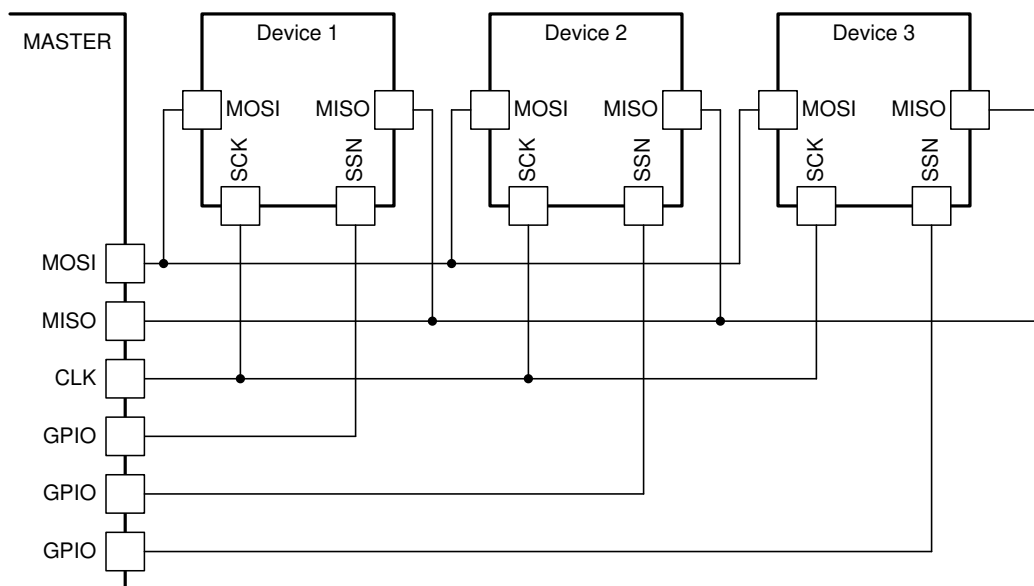 MASTER
Device 1
Device 2
Device 3
MOSI
MISO
SCK
SSN
MOSI
MISO
SCK
SSN
MOSI
MISO
SCK
SSN
MOSI
MISO
CLK
GPIO
GPIO
GPIO